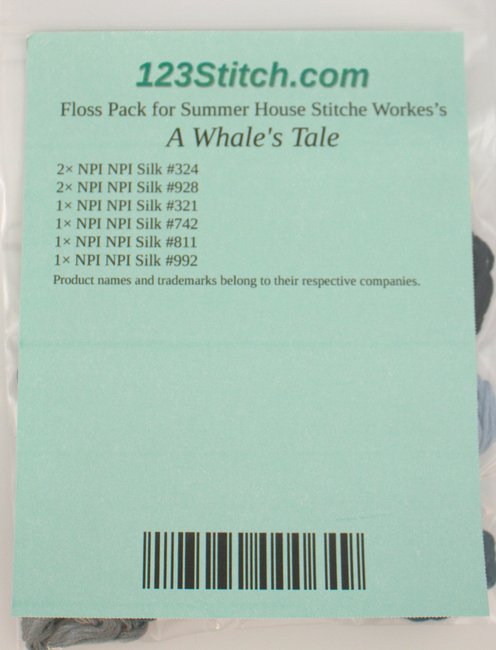 123Stitch.com
Floss Pack for Summer House Stitche Workes's
A Whale's Tale
2× NPI NPI Silk #324
2× NPI NPI Silk #928
1× NPI NPI Silk #321
1× NPI NPI Silk #742
1× NPI NPI Silk #811
1× NPI NPI Silk #992
Product names and trademarks belong to their respective companies.